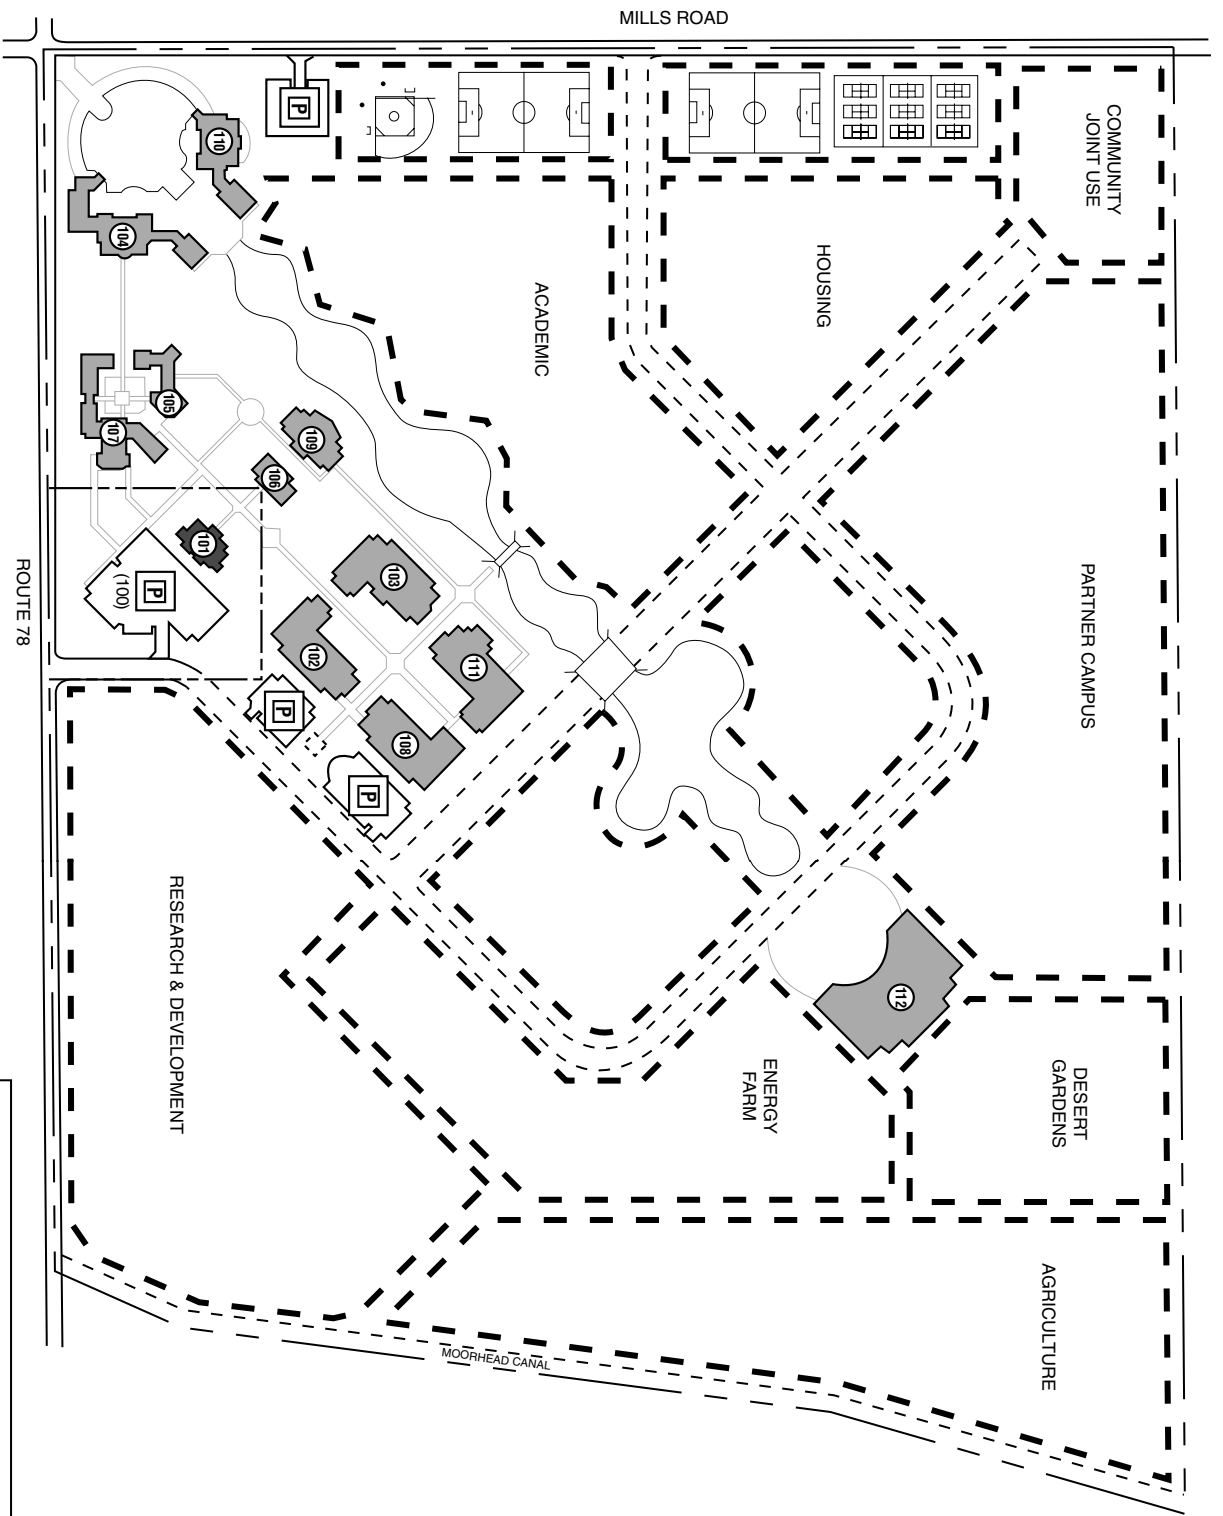 MILLS ROAD
COMMUNITY
JOINT USE
P
110
104
HOUSING
ACADEMIC
105
107
109
106
101
103
P
(100)
ROUTE 78
PARTNER CAMPUS
102
111
P
108
P
RESEARCH & DEVELOPMENT
112
ENERGY
FARM
DESERT
GARDENS
AGRICULTURE
MOORHEAD CANAL